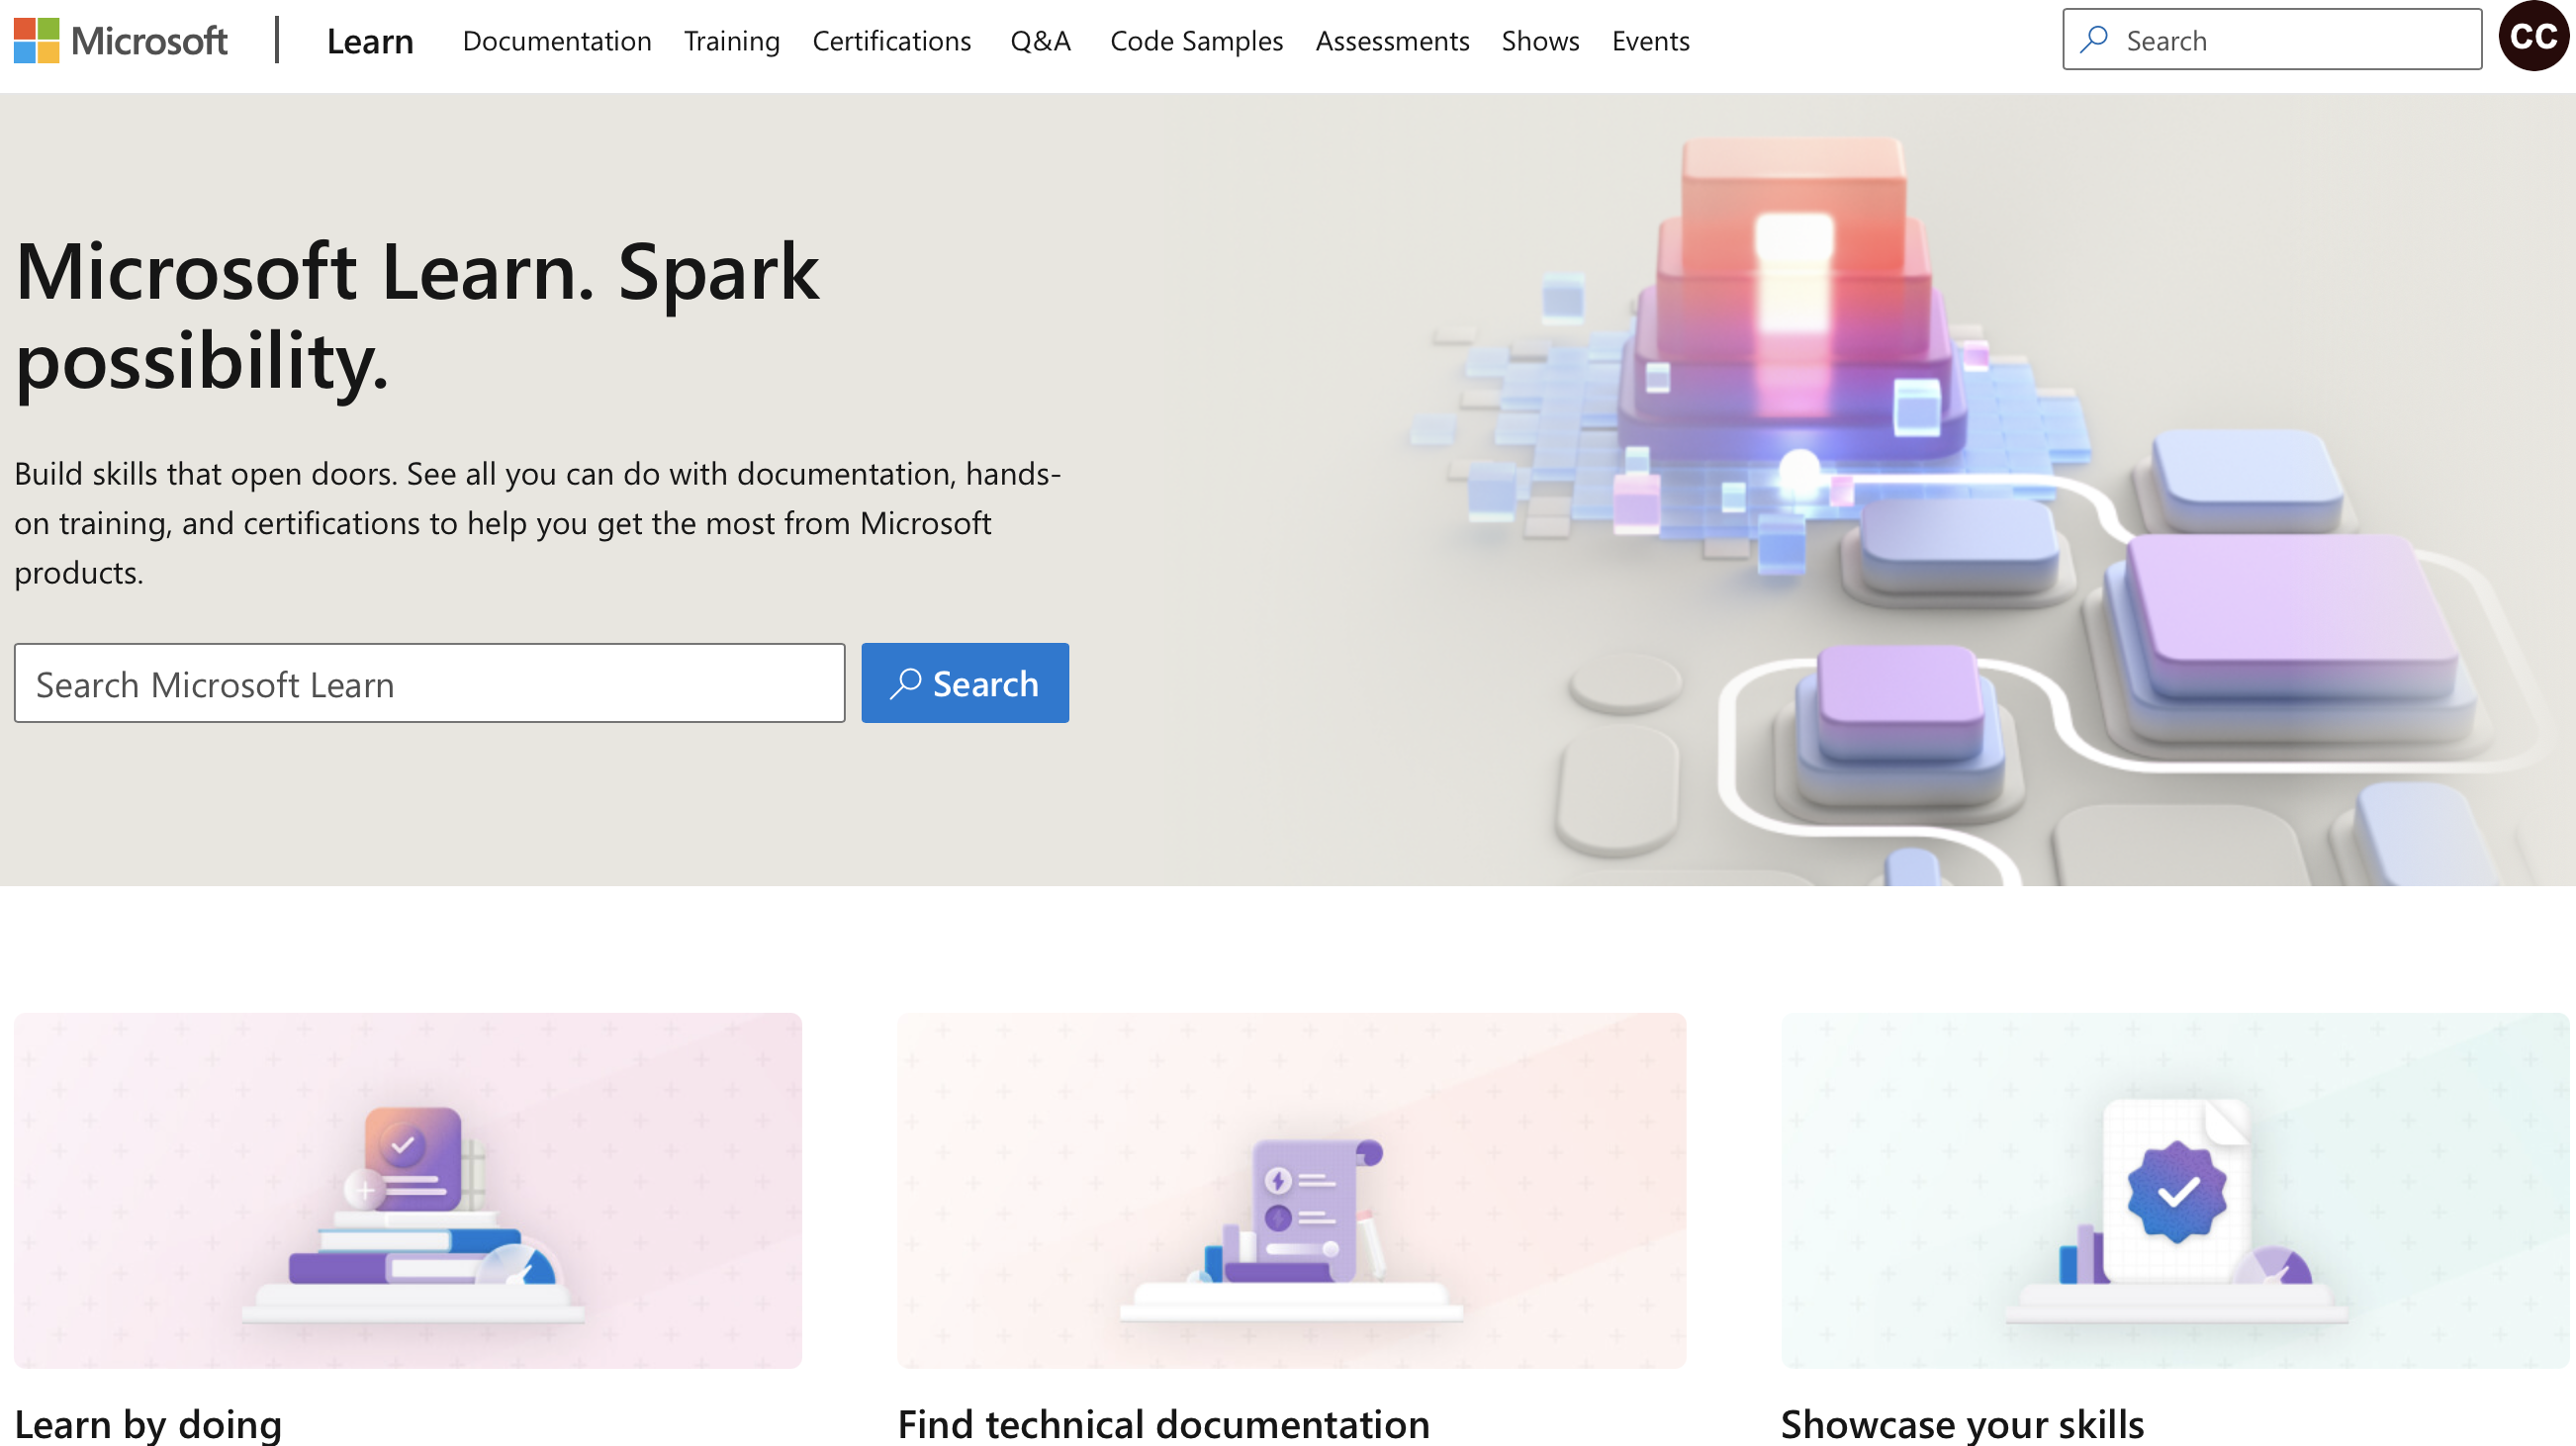 Microsoft Learn Documentation Training Certifications Q&A Code Samples Assessments Shows Events Search CC
Microsoft Learn. Spark
possibility.
Build skills that open doors. See all you can do with documentation, hands-
on training, and certifications to help you get the most from Microsoft
products.
Search Microsoft Learn Search
Learn by doing Find technical documentation Showcase your skills